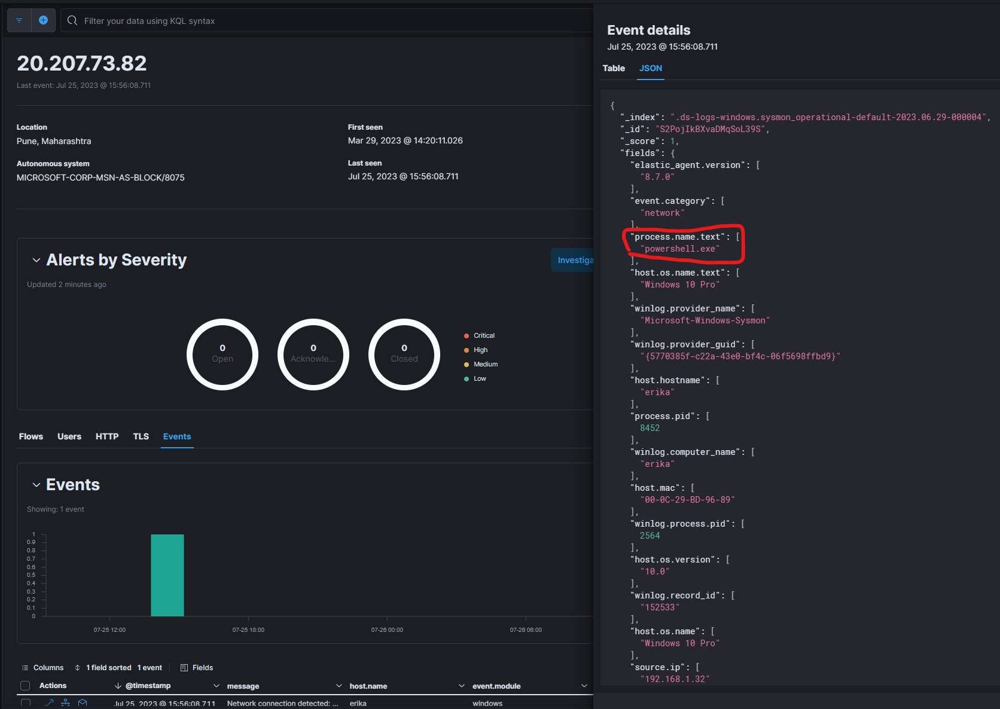 Filter your data using KQL syntax
20.207.73.82
Last event: Jul 25, 2023 @ 15:56:08.711
Location
Pune, Maharashtra
First seen
Mar 29, 2023 @ 14:20:11.026
Autonomous system
MICROSOFT-CORP-MSN-AS-BLOCK/8075
Last seen
Jul 25, 2023 @ 15:56:08.711
Alerts by Severity
Investiga
Updated 2 minutes ago
0
Open
0
Acknowle...
0
Closed
Critical
High
Medium
Low
Flows Users HTTP TLS Events
Events
Showing: 1 event
1
0.9
0.8
0.7
0.6
0.5
0.4
0.3
0.2
0.1
0
07-25 12:00 07-25 18:00 07-26 00:00 07-26 06:00
Columns 1 field sorted 1 event Fields
Actions @timestamp message host.name event.module
Jul 25, 2023 @ 15:56:08.711 Network connection detected: ... erika windows
Event details
Jul 25, 2023 @ 15:56:08.711
Table JSON
{
"_index": ".ds-logs-windows.sysmon_operational-default-2023.06.29-000004",
"_id": "S2PojIkBXvaDMqSoL39S",
"_score": 1,
"fields": {
"elastic_agent.version": [
"8.7.0"
],
"event.category": [
"network"
],
"process.name.text": [
"powershell.exe"
],
"host.os.name.text": [
"Windows 10 Pro"
],
"winlog.provider_name": [
"Microsoft-Windows-Sysmon"
],
"winlog.provider_guid": [
"{5770385f-c22a-43e0-bf4c-06f5698ffbd9}"
],
"host.hostname": [
"erika"
],
"process.pid": [
8452
],
"winlog.computer_name": [
"erika"
],
"host.mac": [
"00-0C-29-BD-96-89"
],
"winlog.process.pid": [
2564
],
"host.os.version": [
"10.0"
],
"winlog.record_id": [
"152533"
],
"host.os.name": [
"Windows 10 Pro"
],
"source.ip": [
"192.168.1.32"